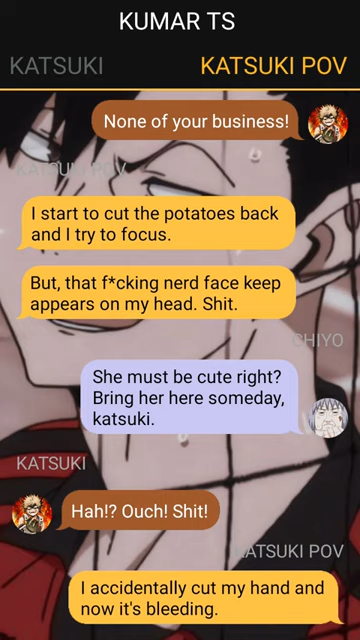 KUMAR TS
KATSUKI
KATSUKI POV
None of your business!
KATSUKI POV
I start to cut the potatoes back
and I try to focus.
But, that f*cking nerd face keep
appears on my head. Shit.
CHIYO
She must be cute right?
Bring her here someday,
katsuki.
KATSUKI
Hah!? Ouch! Shit!
KATSUKI POV
I accidentally cut my hand and
now it's bleeding.